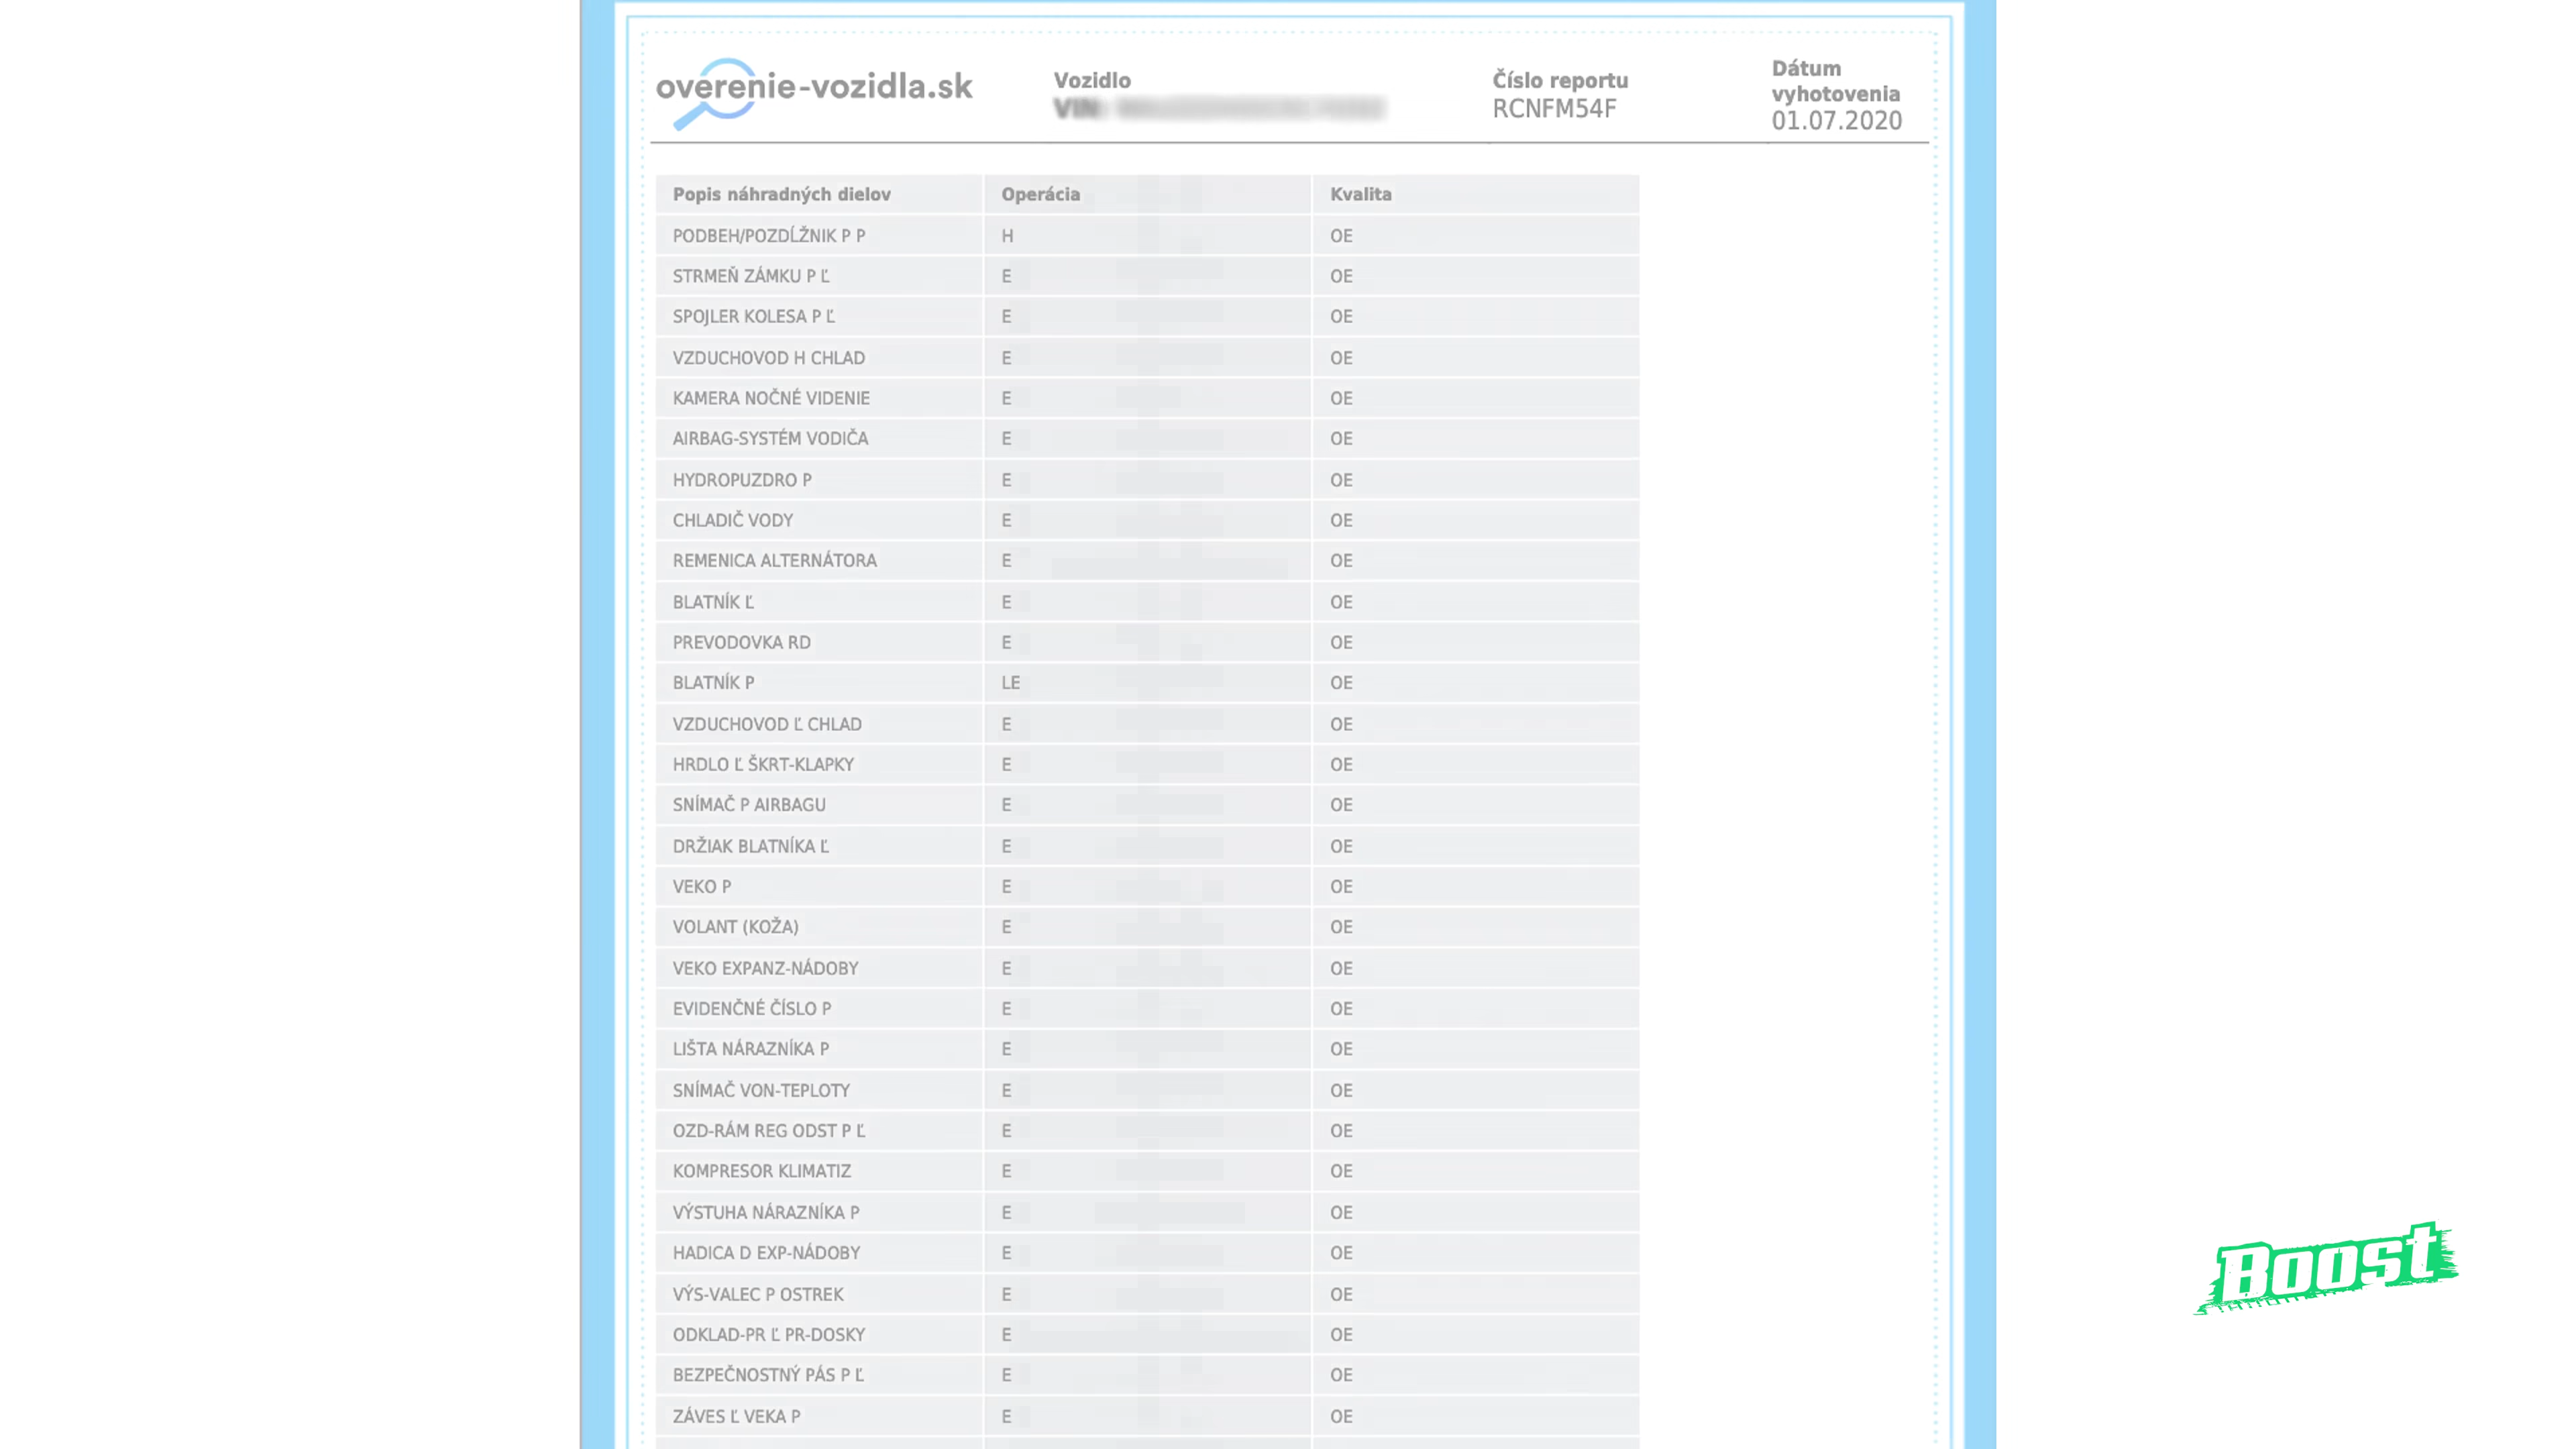 overenie-vozidla.sk
Vozidlo
VIN:
Číslo reportu
RCNFM54F
Dátum
vyhotovenia
01.07.2020
Popis náhradných dielov Operácia Kvalita
PODBEH/POZDĹŽNIK P P H OE
STRMEŇ ZÁMKU P Ľ E OE
SPOJLER KOLESA P Ľ E OE
VZDUCHOVOD H CHLAD E OE
KAMERA NOČNÉ VIDENIE E OE
AIRBAG-SYSTÉM VODIČA E OE
HYDROPUZDRO P E OE
CHLADIČ VODY E OE
REMENICA ALTERNÁTORA E OE
BLATNÍK Ľ E OE
PREVODOVKA RD E OE
BLATNÍK P LE OE
VZDUCHOVOD Ľ CHLAD E OE
HRDLO Ľ ŠKRT-KLAPKY E OE
SNÍMAČ P AIRBAGU E OE
DRŽIAK BLATNÍKA Ľ E OE
VEKO P E OE
VOLANT (KOŽA) E OE
VEKO EXPANZ-NÁDOBY E OE
EVIDENČNÉ ČÍSLO P E OE
LIŠTA NÁRAZNÍKA P E OE
SNÍMAČ VON-TEPLOTY E OE
OZD-RÁM REG ODST P Ľ E OE
KOMPRESOR KLIMATIZ E OE
VÝSTUHA NÁRAZNÍKA P E OE
HADICA D EXP-NÁDOBY E OE
VÝS-VALEC P OSTREK E OE
ODKLAD-PR Ľ PR-DOSKY E OE
BEZPEČNOSTNÝ PÁS P Ľ E OE
ZÁVES Ľ VEKA P E OE
Boost